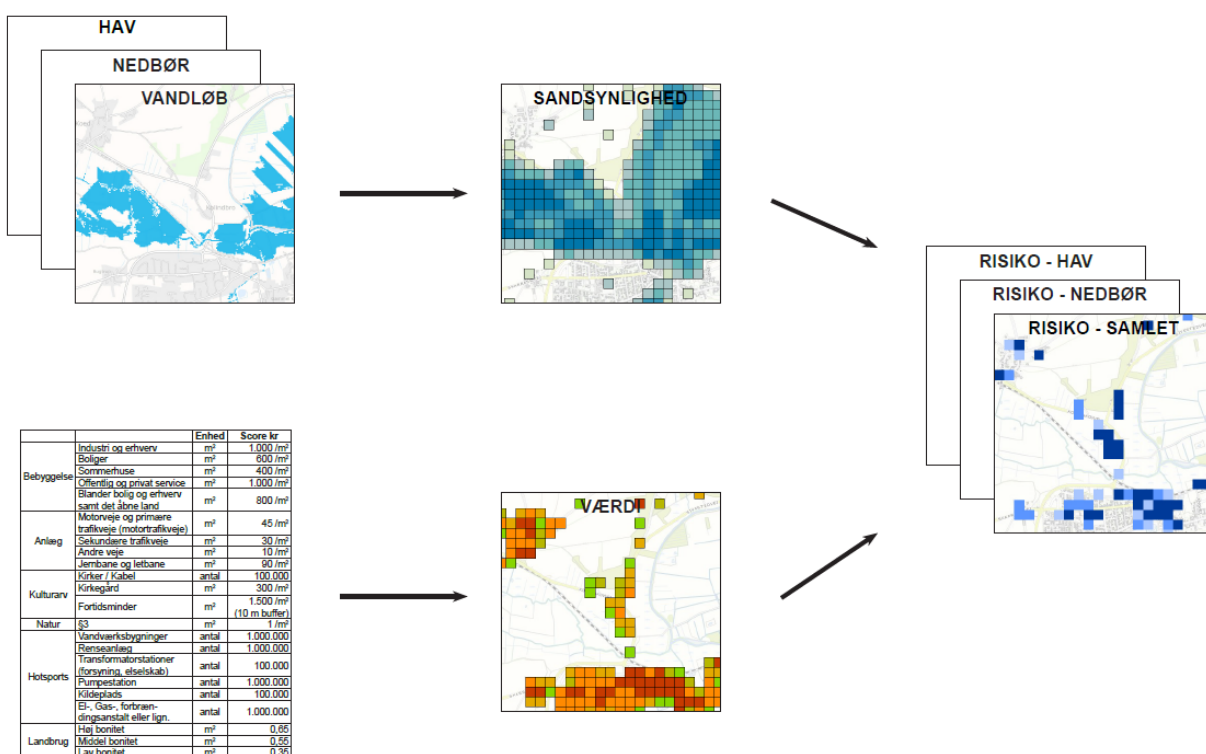 HAV
NEDBØR
VANDLØB
SANDSYNLIGHED
RISIKO - HAV
RISIKO - NEDBØR
RISIKO - SAMLET
VÆRDI
Enhed Score kr
Bebyggelse
Industri og erhverv m² 1.000 /m²
Boliger m² 600 /m²
Sommerhuse m² 400 /m²
Offentlig og privat service m² 1.000 /m²
Blander bolig og erhverv
samt det åbne land m² 800 /m²
Anlæg
Motorveje og primære
trafikveje (motortrafikveje) m² 45 /m²
Sekundære trafikveje m² 30 /m²
Andre veje m² 10 /m²
Jernbane og letbane m² 90 /m²
Kulturarv
Kirker / Kabel antal 100.000
Kirkegård m² 300 /m²
Fortidsminder m² 1.500 /m²
(10 m buffer)
Natur §3 m² 1 /m²
Hotsports
Vandværksbygninger antal 1.000.000
Renseanlæg antal 1.000.000
Transformatorstationer
(forsyning, elselskab) antal 100.000
Pumpestation antal 1.000.000
Kildeplads antal 100.000
El-, Gas-, forbræn-
dingsanstalt eller lign. antal 1.000.000
Landbrug
Høj bonitet m² 0,65
Middel bonitet m² 0,55
Lav bonitet m² 0,35